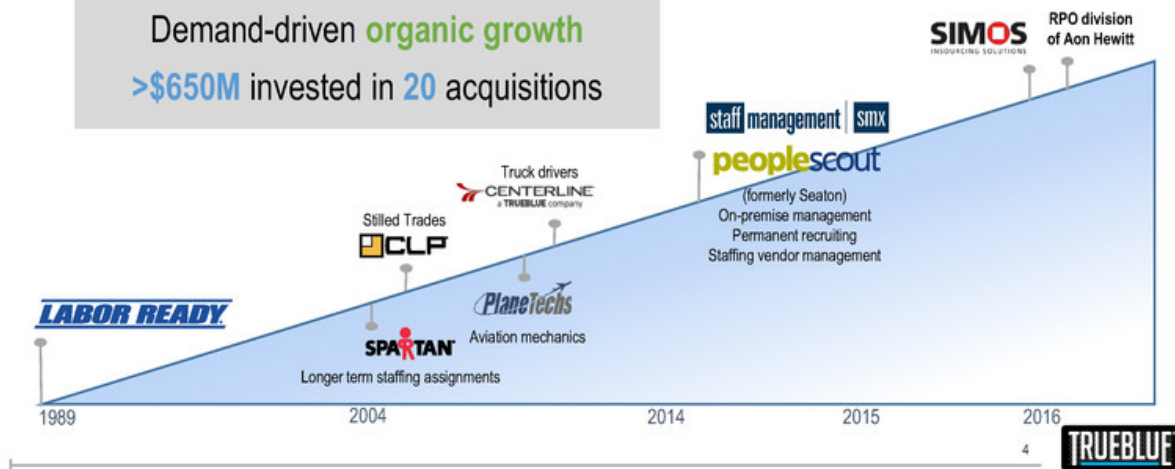 Demand-driven organic growth
>$650M invested in 20 acquisitions
SIMOS
INSOURCING SOLUTIONS
RPO division
of Aon Hewitt
staff management | smx
peoplescout
(formerly Seaton)
On-premise management
Permanent recruiting
Staffing vendor management
Truck drivers
CENTERLINE
a TRUEBLUE company
Stilled Trades
CLP
PlaneTechs
Aviation mechanics
LABOR READY
SPARTAN
Longer term staffing assignments
1989
2004
2014
2015
2016
4
TRUEBLUE